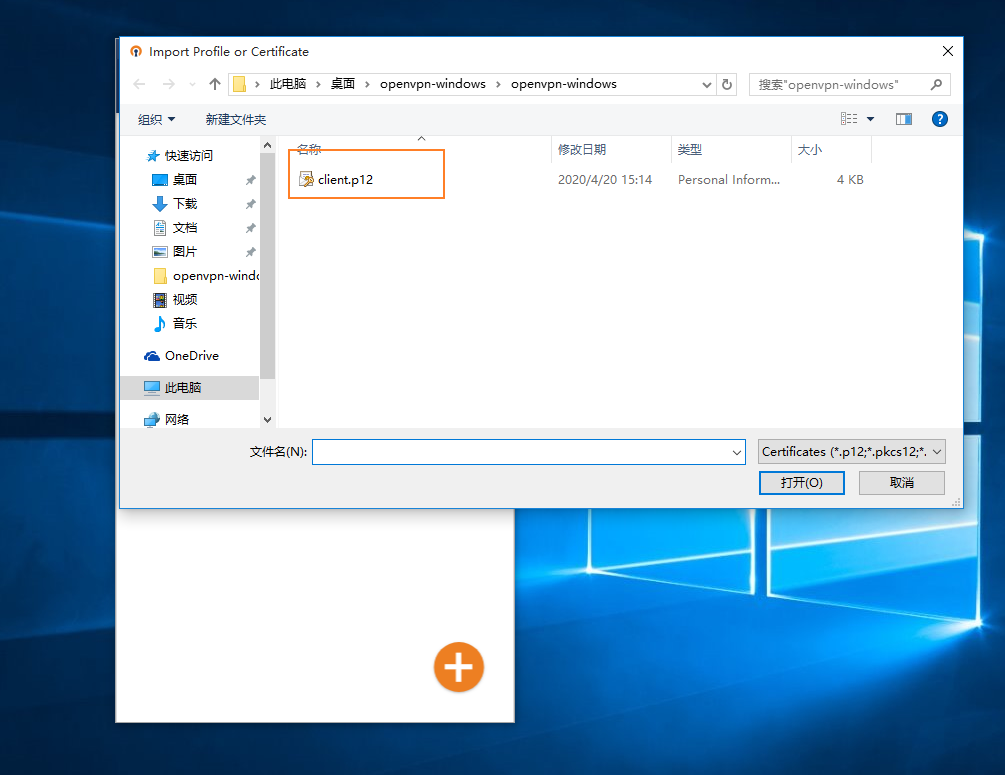 Import Profile or Certificate
此电脑 › 桌面 › openvpn-windows › openvpn-windows
搜索"openvpn-windows"
组织 新建文件夹
名称 修改日期 类型 大小
client.p12 2020/4/20 15:14 Personal Inform... 4 KB
快速访问
桌面
下载
文档
图片
openvpn-windo
视频
音乐
OneDrive
此电脑
网络
文件名(N): Certificates (*.p12;*.pkcs12;*.
打开(O) 取消